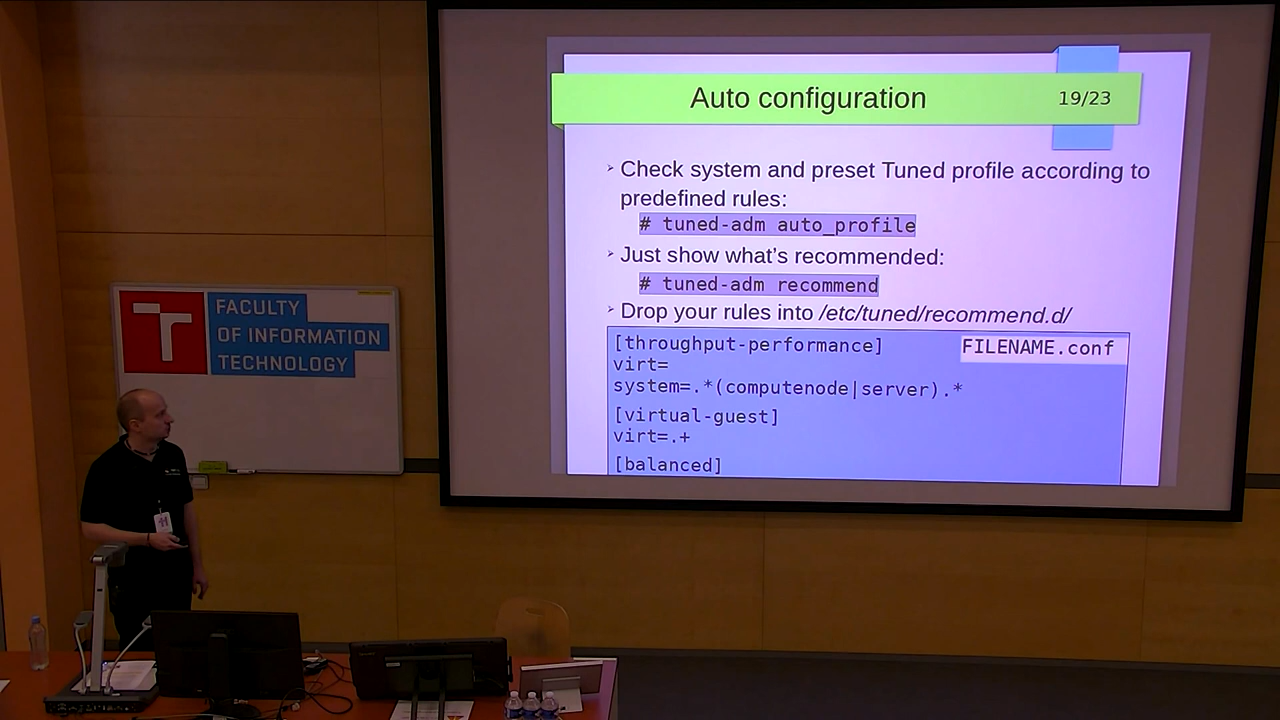 Auto configuration
19/23
➢ Check system and preset Tuned profile according to
predefined rules:
# tuned-adm auto_profile
➢ Just show what's recommended:
# tuned-adm recommend
➢ Drop your rules into /etc/tuned/recommend.d/
[throughput-performance]
FILENAME.conf
virt=
system=.*(computenode|server).*
[virtual-guest]
virt=.+
[balanced]
FACULTY
OF INFORMATION
TECHNOLOGY